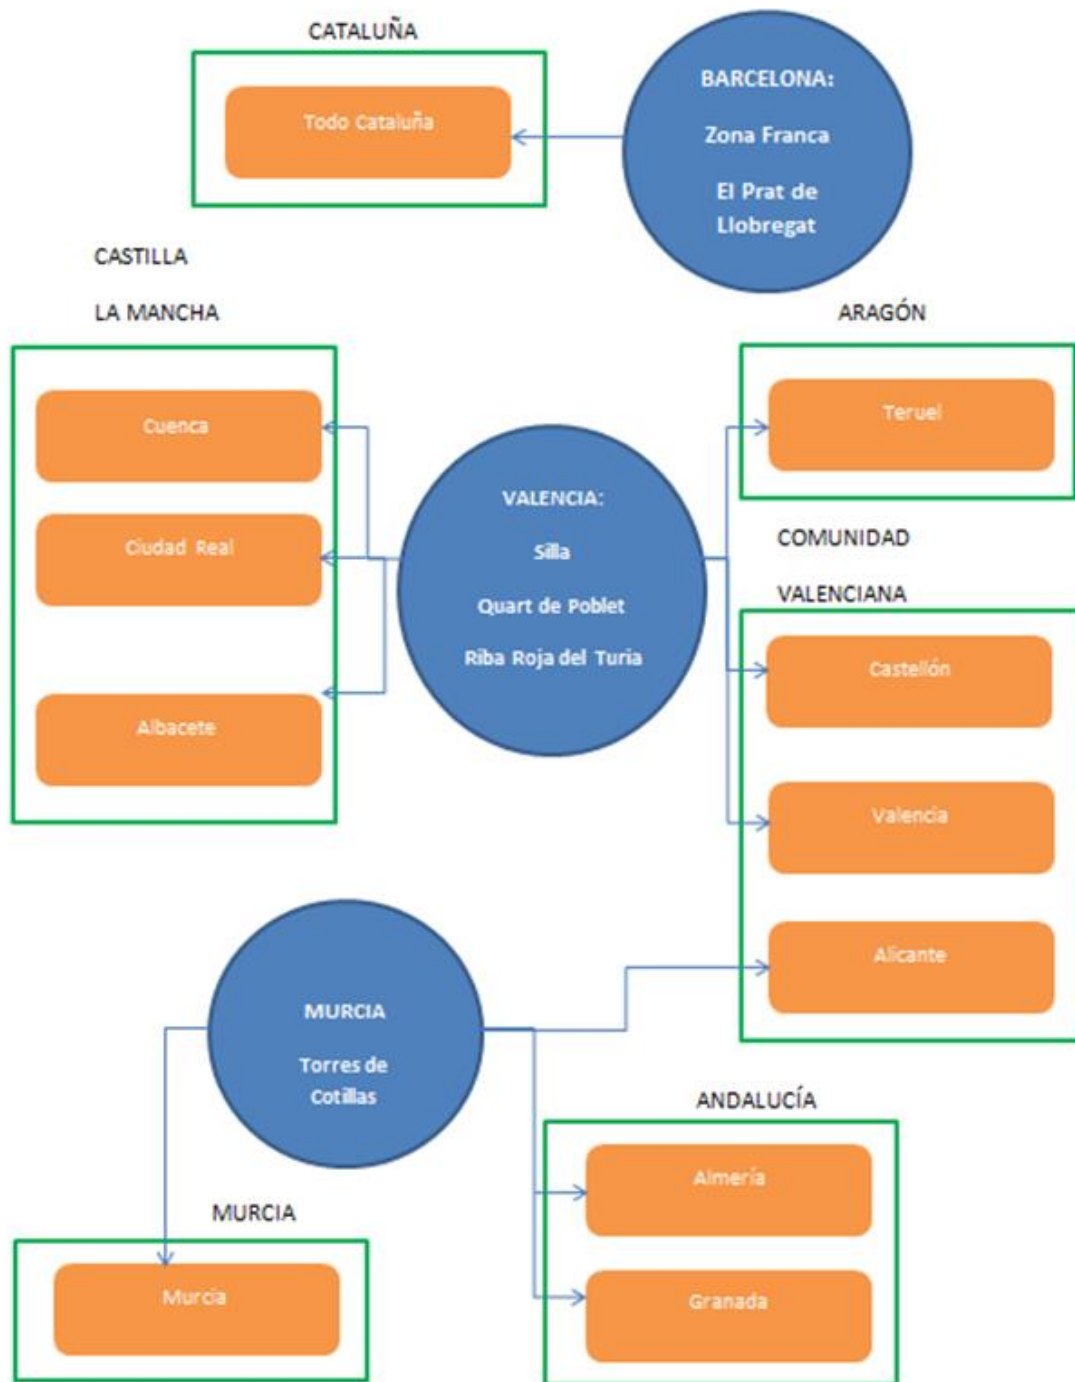 CATALUÑA
Todo Cataluña
BARCELONA:
Zona Franca
El Prat de
Llobregat
CASTILLA
LA MANCHA
Cuenca
Ciudad Real
Albacete
VALENCIA:
Silla
Quart de Poblet
Riba Roja del Turia
ARAGÓN
Teruel
COMUNIDAD
VALENCIANA
Castellón
Valencia
Alicante
MURCIA
Torres de
Cotillas
ANDALUCÍA
Almería
Granada
MURCIA
Murcia